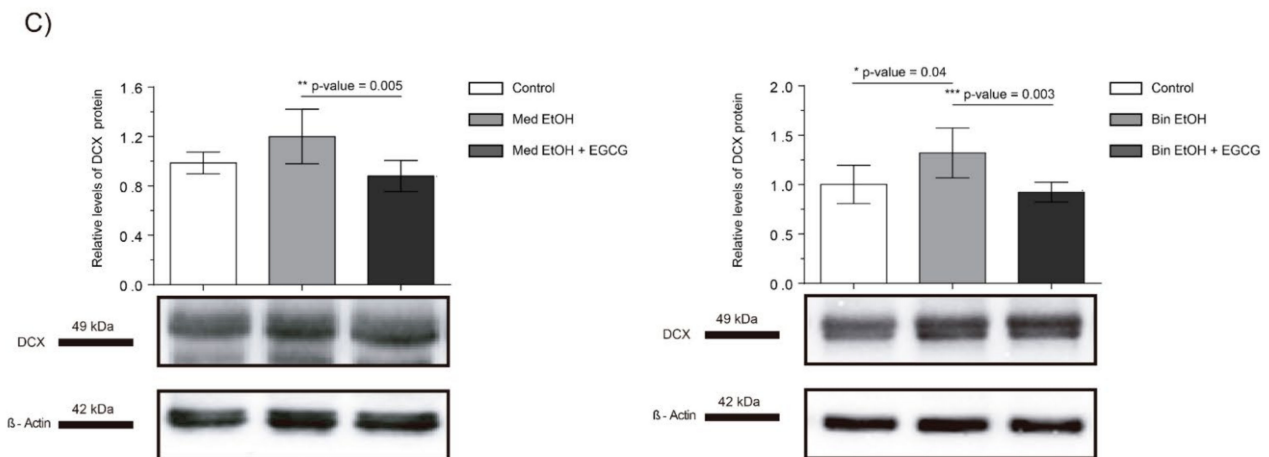 C)
Relative levels of DCX protein
1.6
1.2
0.8
0.4
0.0
** p-value = 0.005
Control
Med EtOH
Med EtOH + EGCG
DCX
49 kDa
ß - Actin
42 kDa
Relative levels of DCX protein
2.0
1.5
1.0
0.5
0.0
* p-value = 0.04
*** p-value = 0.003
Control
Bin EtOH
Bin EtOH + EGCG
DCX
49 kDa
ß - Actin
42 kDa